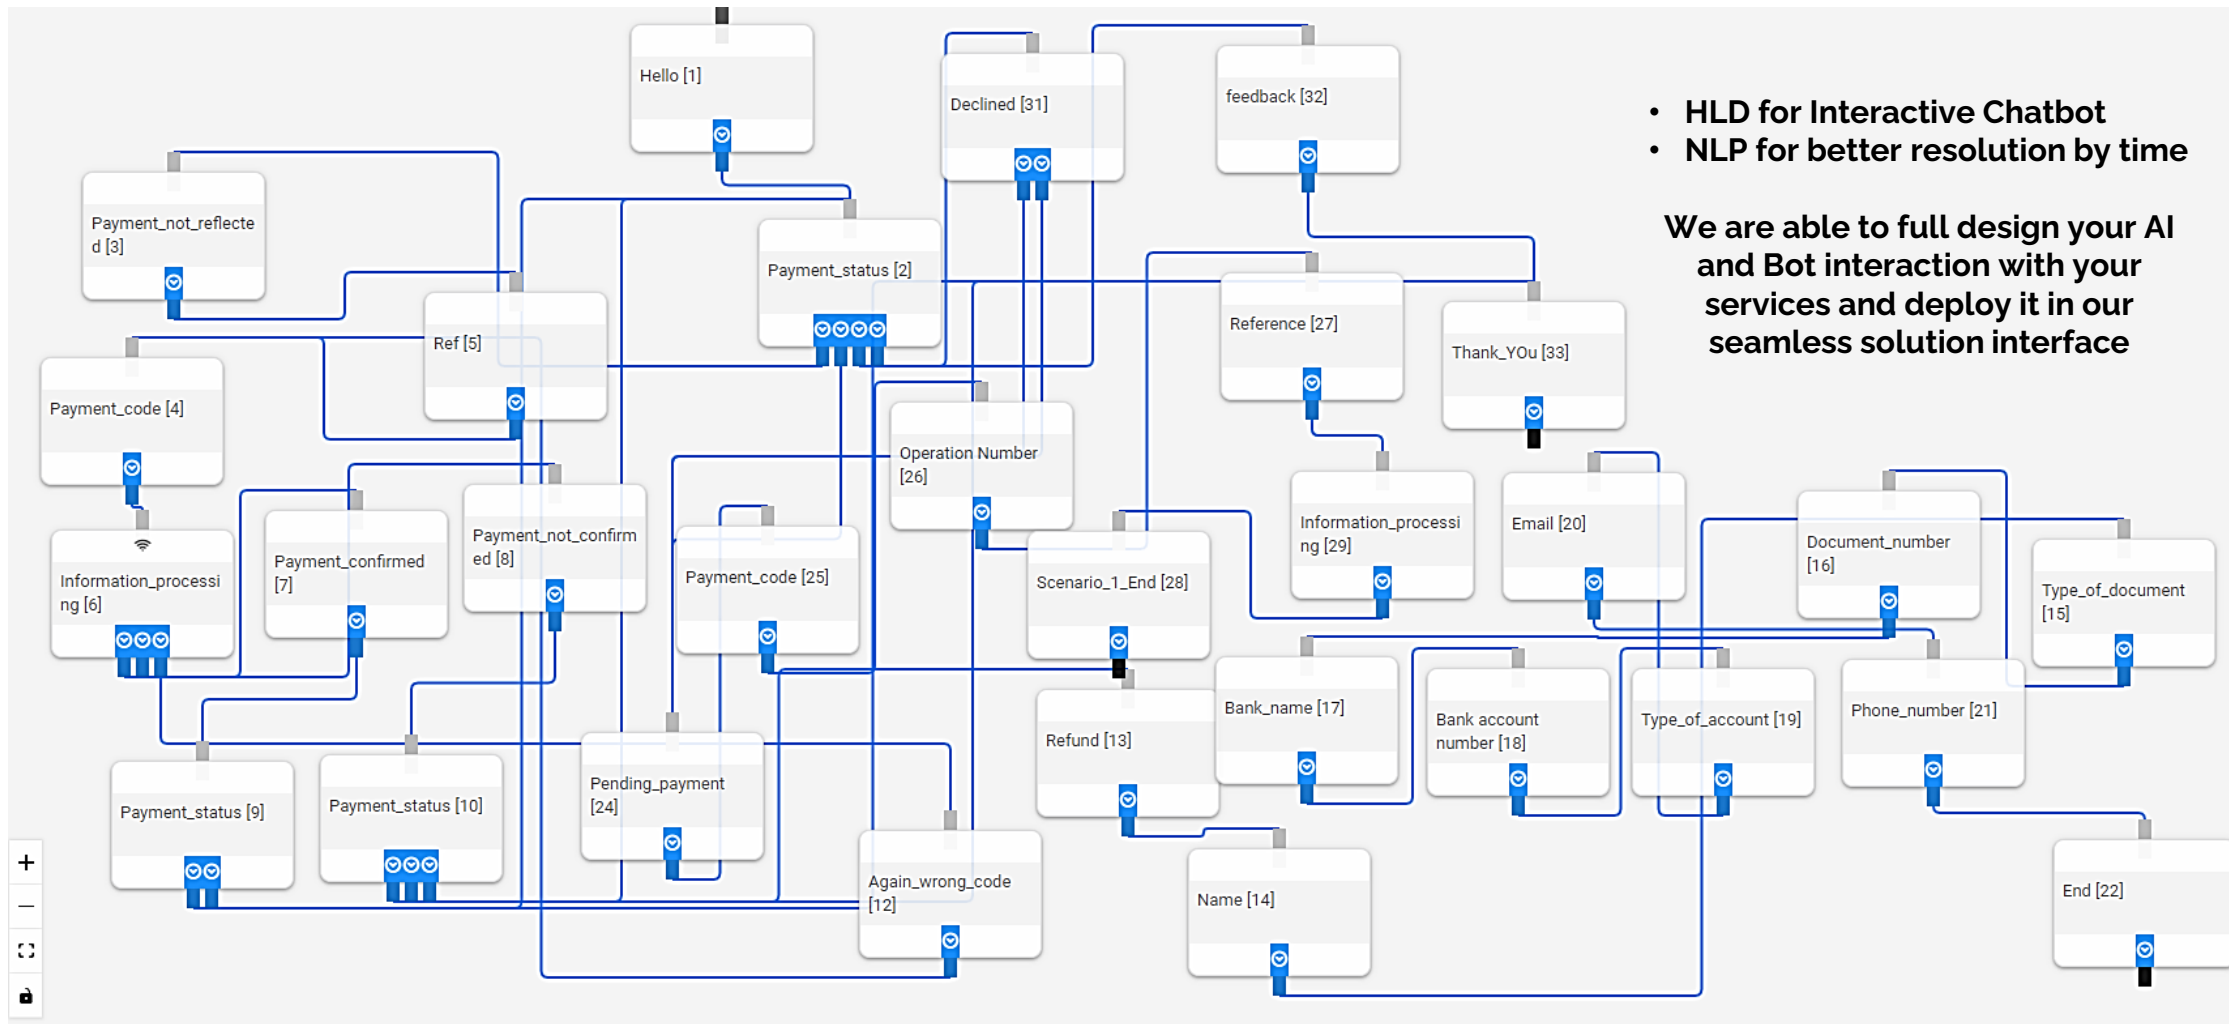 Hello [1]
Declined [31]
feedback [32]
• HLD for Interactive Chatbot
• NLP for better resolution by time
We are able to full design your AI
and Bot interaction with your
services and deploy it in our
seamless solution interface
Payment_not_reflecte
d [3]
Payment_status [2]
Ref [5]
Reference [27]
Thank_YOu [33]
Payment_code [4]
Operation Number
[26]
Payment_not_confirm
ed [8]
Payment_confirmed
[7]
Information_processi
ng [6]
Payment_code [25]
Scenario_1_End [28]
Information_processi
ng [29]
Email [20]
Document_number
[16]
Type_of_document
[15]
Refund [13]
Bank_name [17]
Bank account
number [18]
Type_of_account [19]
Phone_number [21]
Payment_status [9]
Payment_status [10]
Pending_payment
[24]
Again_wrong_code
[12]
Name [14]
End [22]